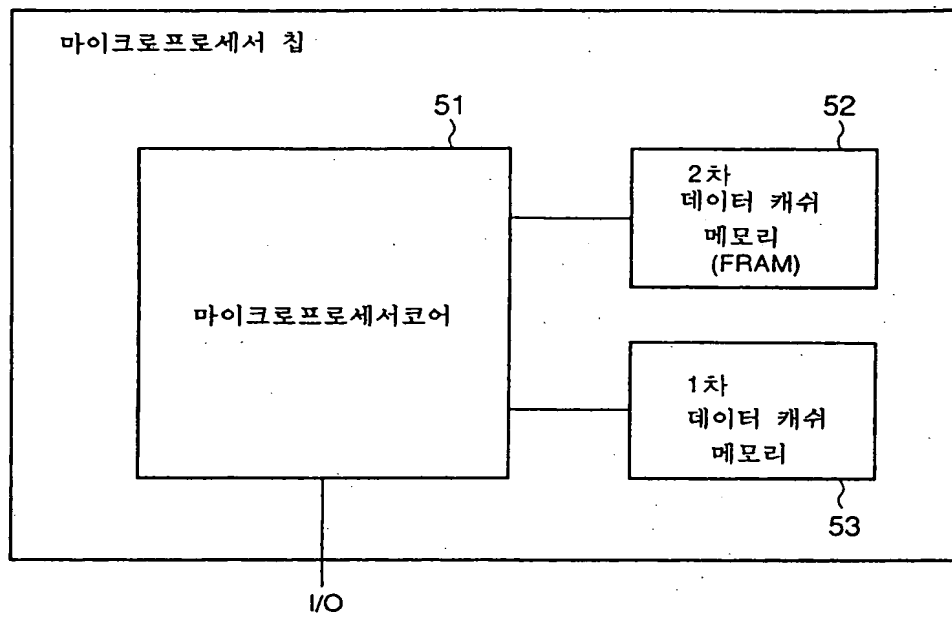 마이크로프로세서 칩
51
52
2차
데이터 캐쉬
메모리
(FRAM)
마이크로프로세서코어
1차
데이터 캐쉬
메모리
53
I/O